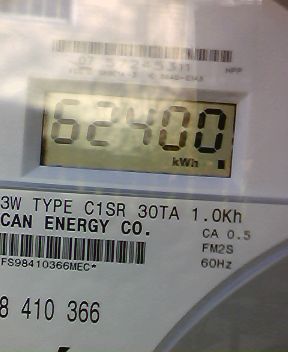 62400
kWh
3W TYPE C1SR 30TA 1.0Kh
CAN ENERGY CO.
CA 0.5
FM2S
60Hz
FS98410366MEC*
8 410 366